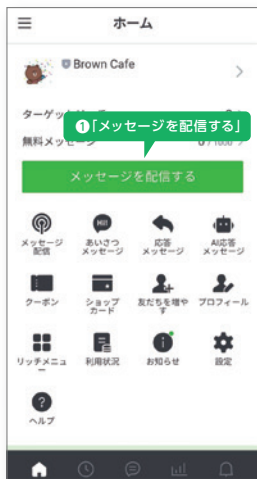 ホーム
Brown Cafe
ターゲット
❶「メッセージを配信する」
無料メッセージ 0 / 1000
メッセージを配信する
メッセージ
配信
あいさつ
メッセージ
応答
メッセージ
AI応答
メッセージ
クーポン
ショップ
カード
友だちを増や
す
プロフィール
リッチメニュ
ー
利用状況
お知らせ
設定
ヘルプ